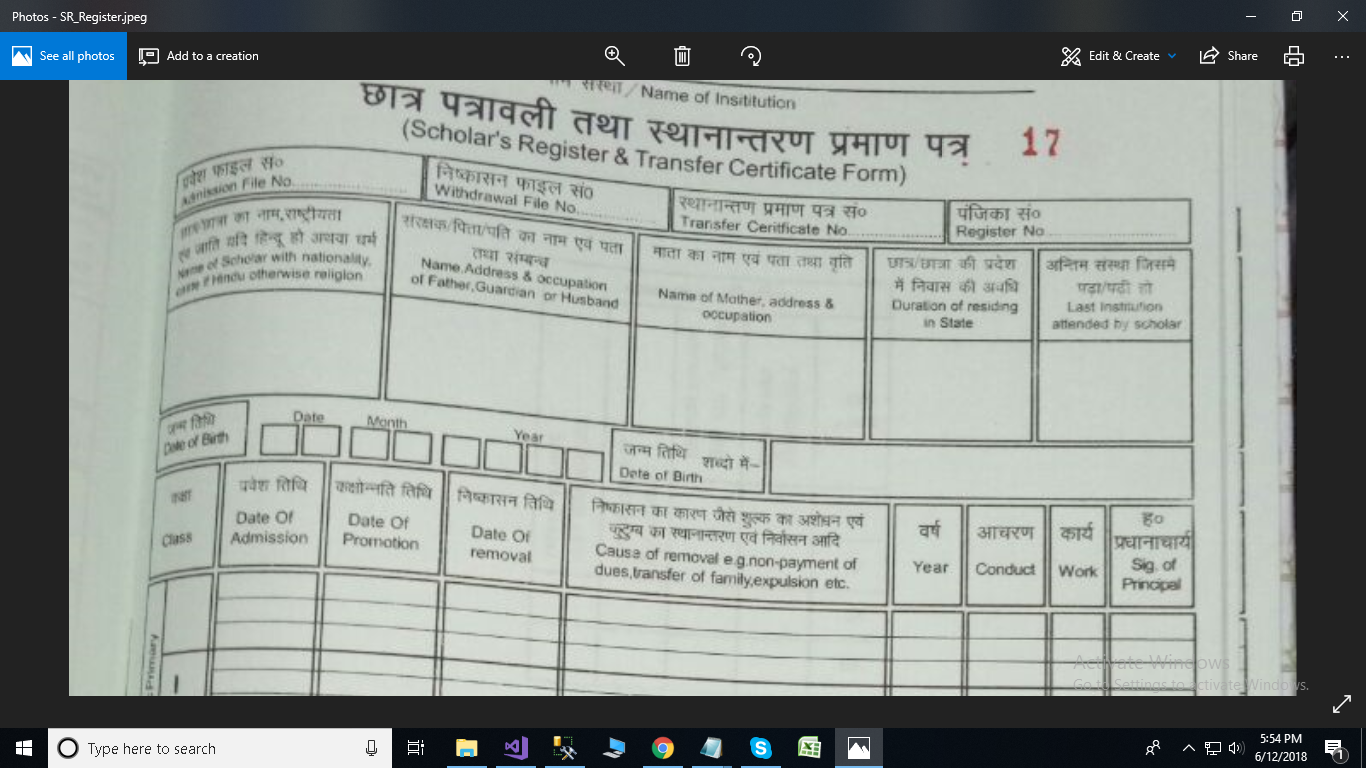 Photos - SR_Register.jpeg
See all photos
Add to a creation
Edit & Create
Share
संस्था / Name of Insititution
छात्र पत्रावली तथा स्थानान्तरण प्रमाण पत्र 17
(Scholar's Register & Transfer Certificate Form)
प्रवेश फाइल सं०
Admission File No.
निष्कासन फाइल सं०
Withdrawal File No.
स्थानान्तण प्रमाण पत्र सं०
Transfer Ceritficate No.
पंजिका सं०
Register No
छात्र/छात्रा का नाम,राष्ट्रीयता
एवं जाति यदि हिन्दू हो अथवा धर्म
Name of Scholar with nationality,
caste if Hindu otherwise religion
संरक्षक/पिता/पति का नाम एवं पता
तथा सम्बन्ध
Name,Address & occupation
of Father,Guardian or Husband
माता का नाम एवं पता तथा वृति
Name of Mother, address &
occupation
छात्र/छात्रा की प्रदेश
में निवास की अवधि
Duration of residing
in State
अन्तिम संस्था जिसमे
पढ़ा/पढी हो
Last Institution
attended by scholar
जन्म तिथि
Date of Birth
Date
Month
Year
जन्म तिथि शब्दो में–
Date of Birth
कक्षा
Class
प्रवेश तिथि
Date Of
Admission
कक्षोन्नति तिथि
Date Of
Promotion
निष्कासन तिथि
Date Of
removal
निष्कासन का कारण जैसे शुल्क का अशोधन एवं
कुटुम्ब का स्थानान्तरण एवं निर्वासन आदि
Cause of removal e.g.non-payment of
dues,transfer of family,expulsion etc.
वर्ष
Year
आचरण
Conduct
कार्य
Work
ह०
प्रधानाचार्य
Sig. of
Principal
Primary
I
Activate Windows
Go to Settings to activate Windows.
Type here to search
5:54 PM
6/12/2018
1